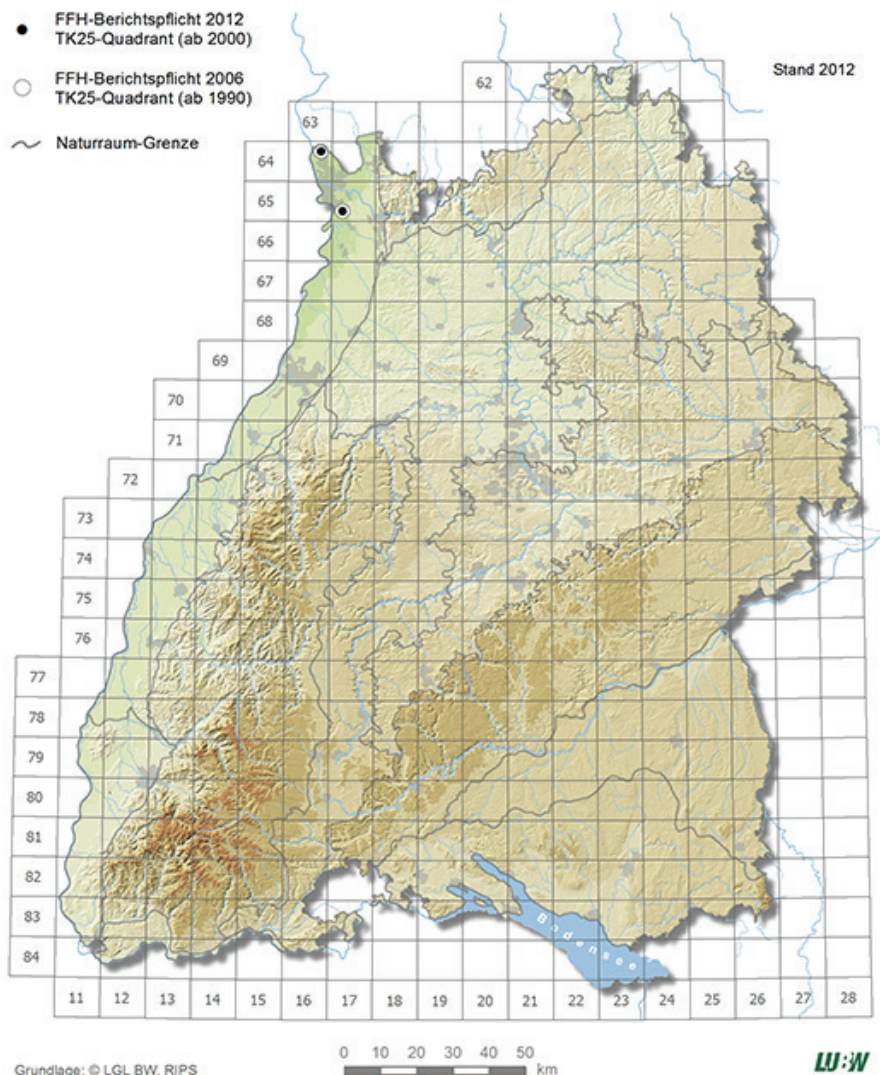 FFH-Berichtspflicht 2012
TK25-Quadrant (ab 2000)
FFH-Berichtspflicht 2006
TK25-Quadrant (ab 1990)
Naturraum-Grenze
Stand 2012
62
63
64
65
66
67
68
69
70
71
72
73
74
75
76
77
78
79
80
81
82
83
84
Bodensee
11 12 13 14 15 16 17 18 19 20 21 22 23 24 25 26 27 28
0 10 20 30 40 50
km
Grundlage: © LGL BW, RIPS
LUBW